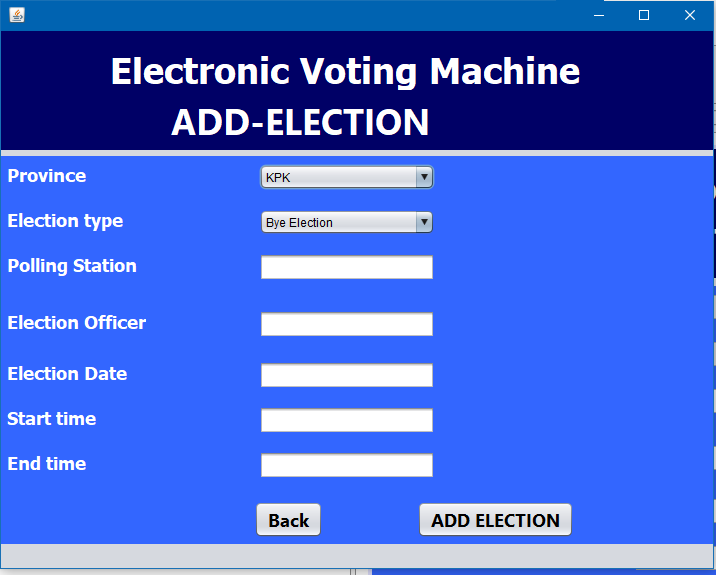 Electronic Voting Machine
ADD-ELECTION
Province
KPK
Election type
Bye Election
Polling Station
Election Officer
Election Date
Start time
End time
Back
ADD ELECTION